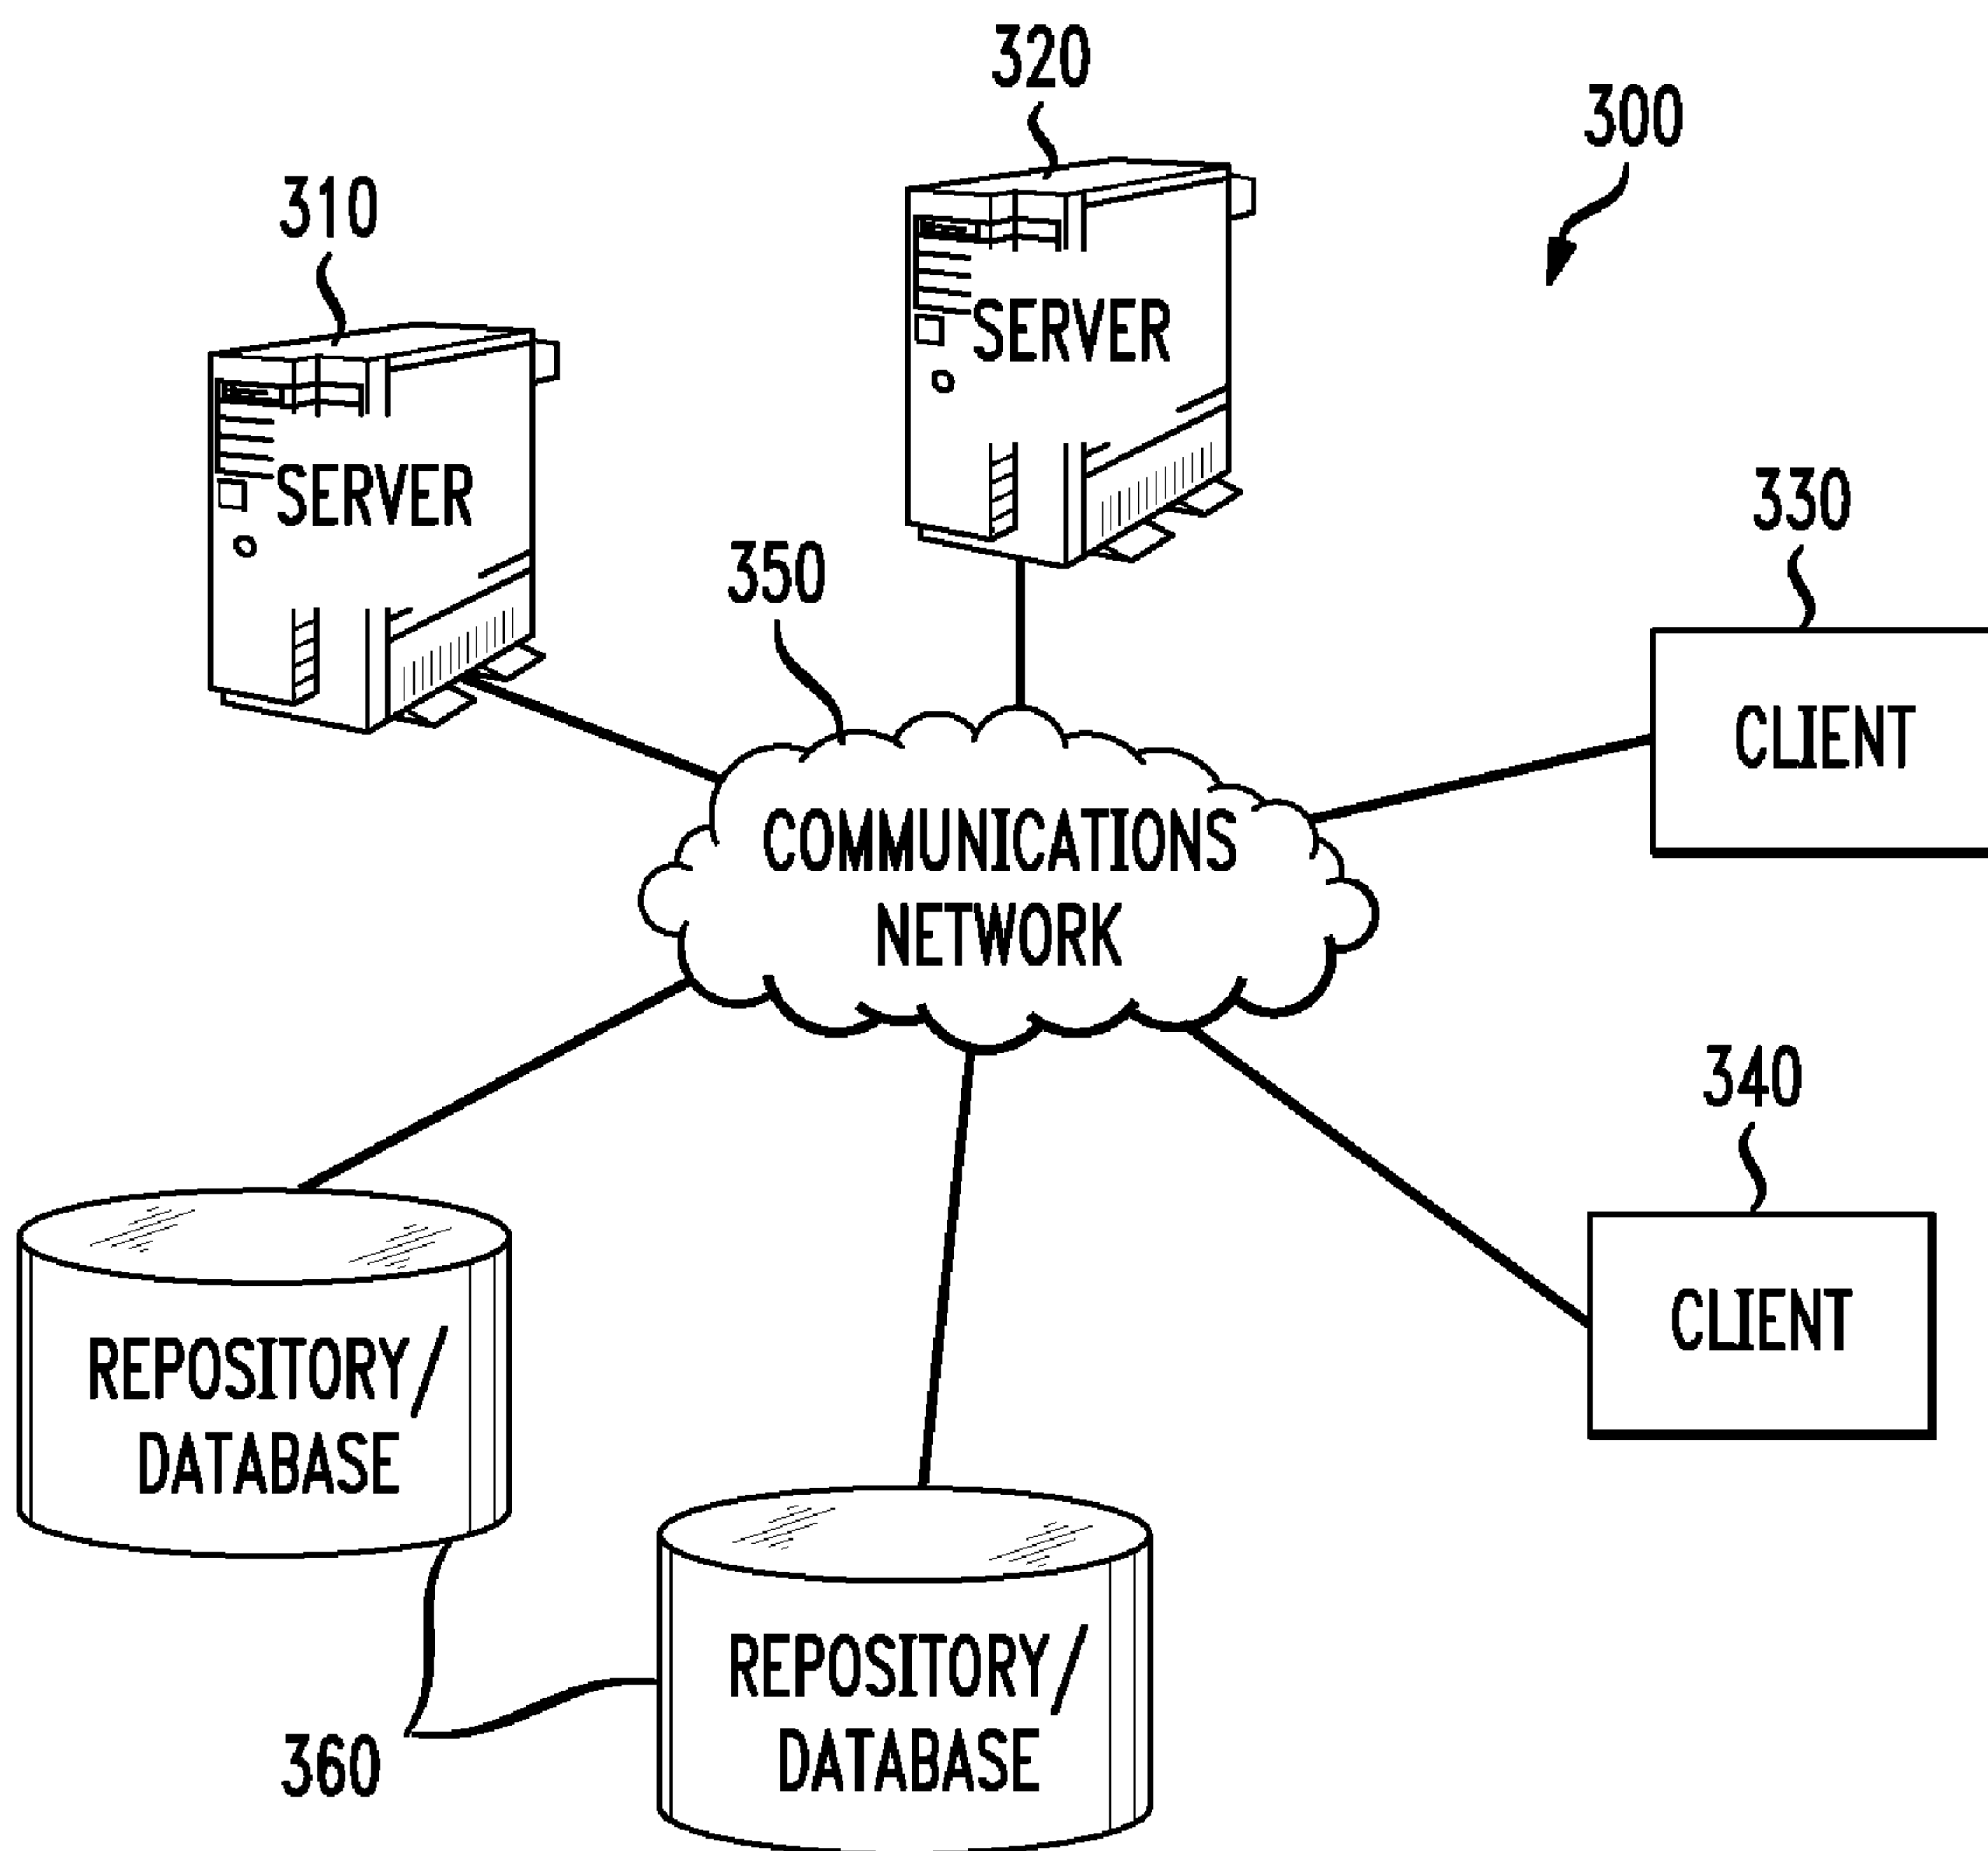 320
300
310
SERVER
SERVER
330
350
CLIENT
COMMUNICATIONS
NETWORK
340
CLIENT
REPOSITORY/
DATABASE
REPOSITORY/
DATABASE
360